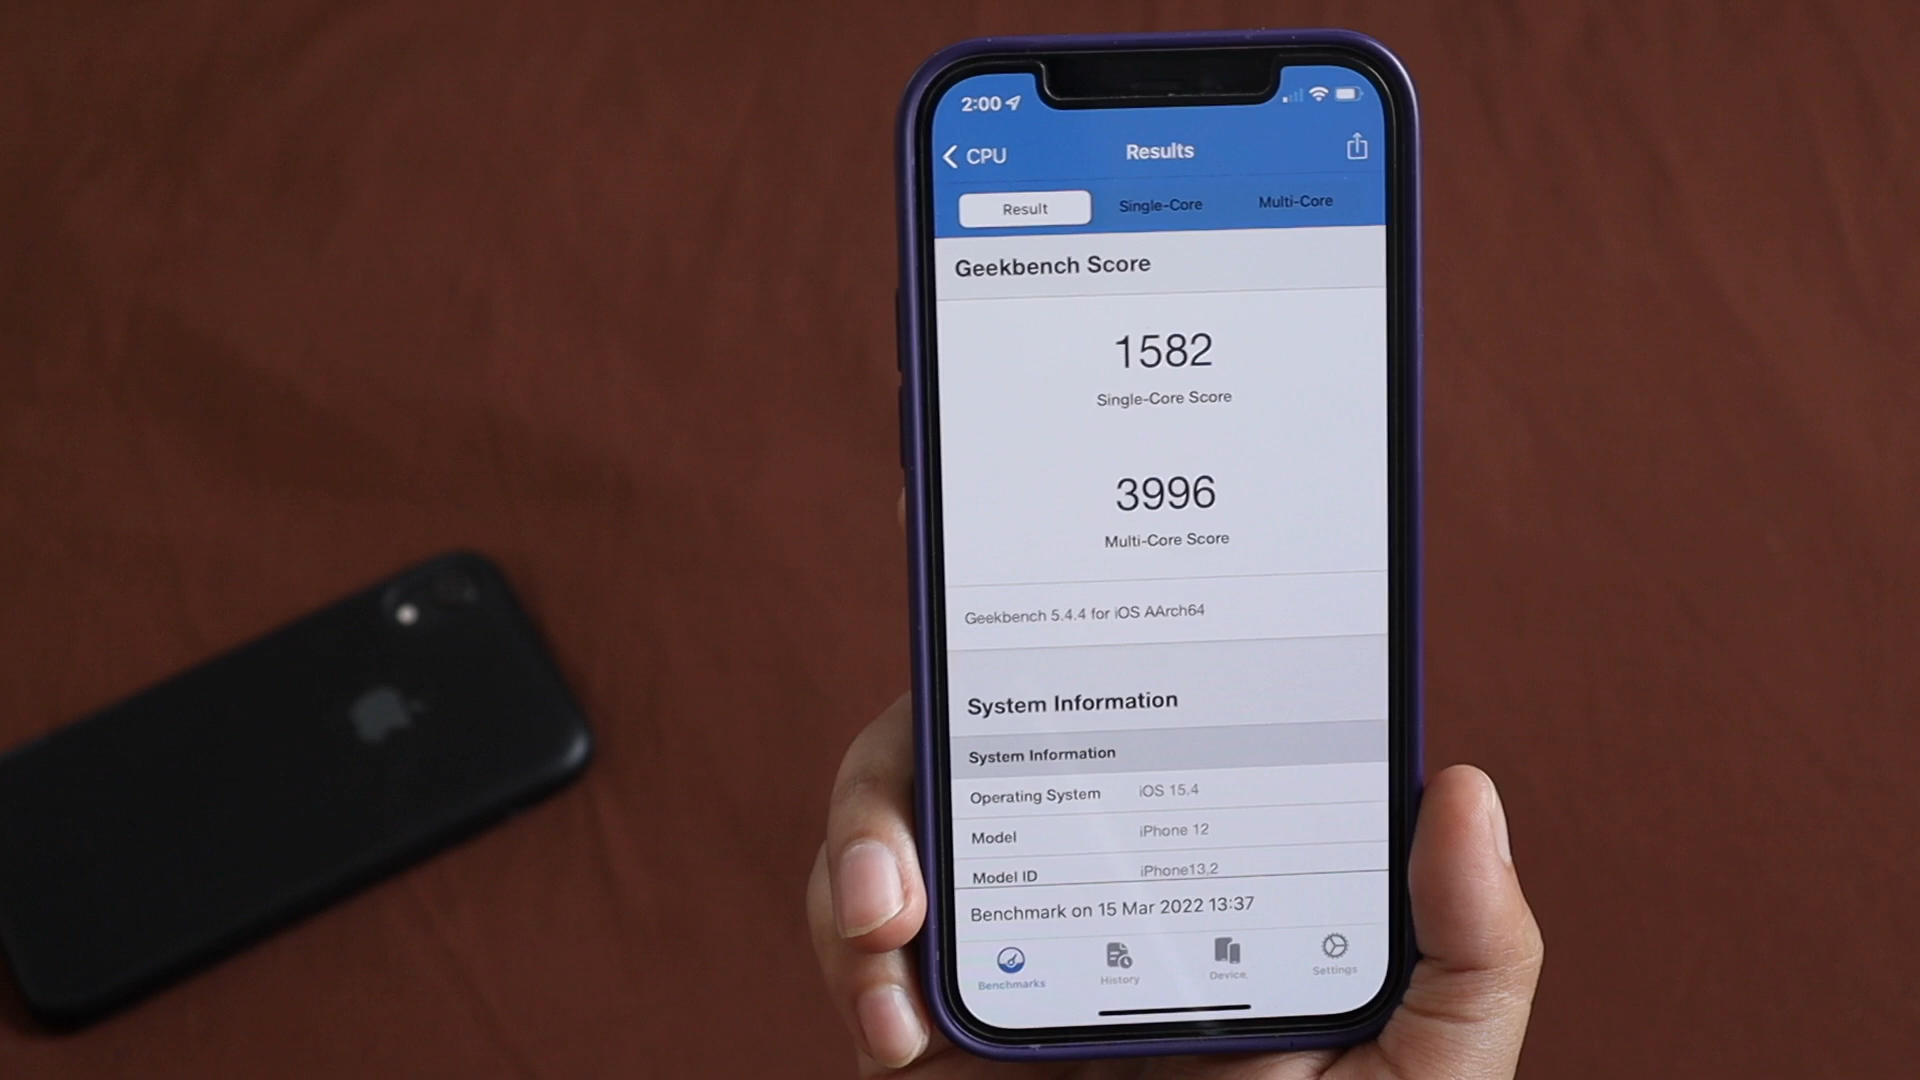 2:00
CPU Results
Result Single-Core Multi-Core
Geekbench Score
1582
Single-Core Score
3996
Multi-Core Score
Geekbench 5.4.4 for iOS AArch64
System Information
System Information
Operating System iOS 15.4
Model iPhone 12
Model ID iPhone13,2
Benchmark on 15 Mar 2022 13:37
Benchmarks History Device Settings